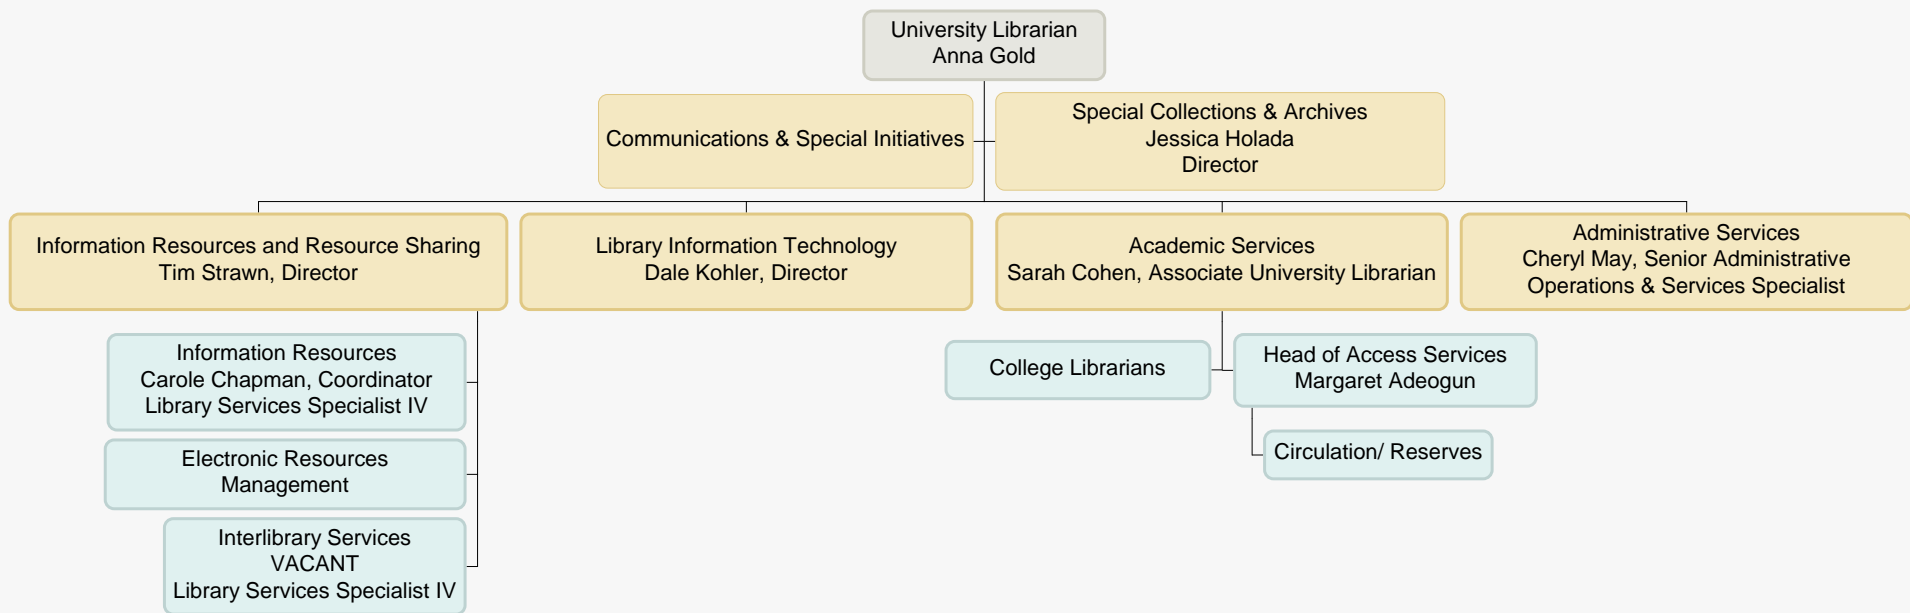 University Librarian
Anna Gold
Communications & Special Initiatives
Special Collections & Archives
Jessica Holada
Director
Information Resources and Resource Sharing
Tim Strawn, Director
Library Information Technology
Dale Kohler, Director
Academic Services
Sarah Cohen, Associate University Librarian
Administrative Services
Cheryl May, Senior Administrative
Operations & Services Specialist
Information Resources
Carole Chapman, Coordinator
Library Services Specialist IV
Electronic Resources
Management
Interlibrary Services
VACANT
Library Services Specialist IV
College Librarians
Head of Access Services
Margaret Adeogun
Circulation/ Reserves